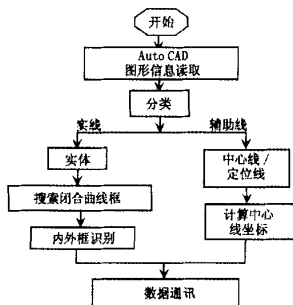 开始
Auto CAD
图形信息读取
分类
实线
辅助线
实体
中心线 /
定位线
搜索闭合曲线框
计算中心
线坐标
内外框识别
数据通讯